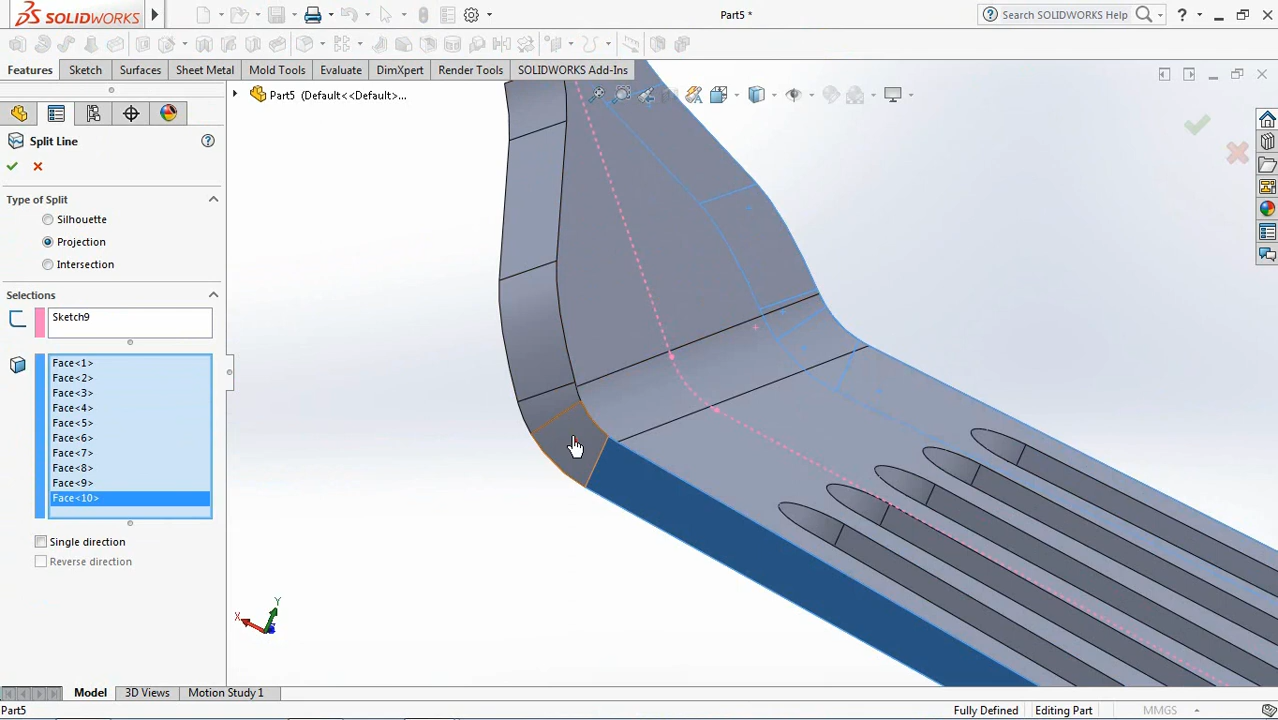 SOLIDWORKS
Part5 *
Search SOLIDWORKS Help
?
Features
Sketch
Surfaces
Sheet Metal
Mold Tools
Evaluate
DimXpert
Render Tools
SOLIDWORKS Add-Ins
Part5 (Default<<Default>...
Split Line
?
Type of Split
Silhouette
Projection
Intersection
Selections
Sketch9
Face<1>
Face<2>
Face<3>
Face<4>
Face<5>
Face<6>
Face<7>
Face<8>
Face<9>
Face<10>
Single direction
Reverse direction
Y
X
Model
3D Views
Motion Study 1
Part5
Fully Defined
Editing Part
MMGS